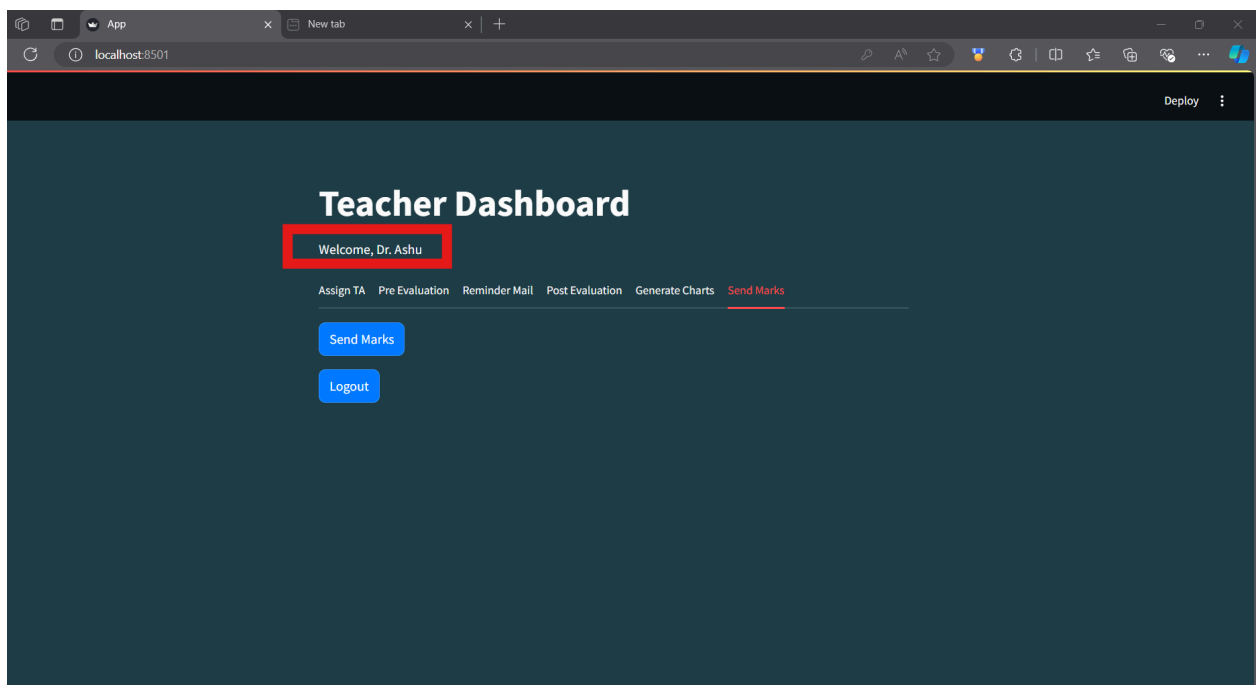 App
New tab
localhost:8501
Deploy
Teacher Dashboard
Welcome, Dr. Ashu
Assign TA Pre Evaluation Reminder Mail Post Evaluation Generate Charts Send Marks
Send Marks
Logout